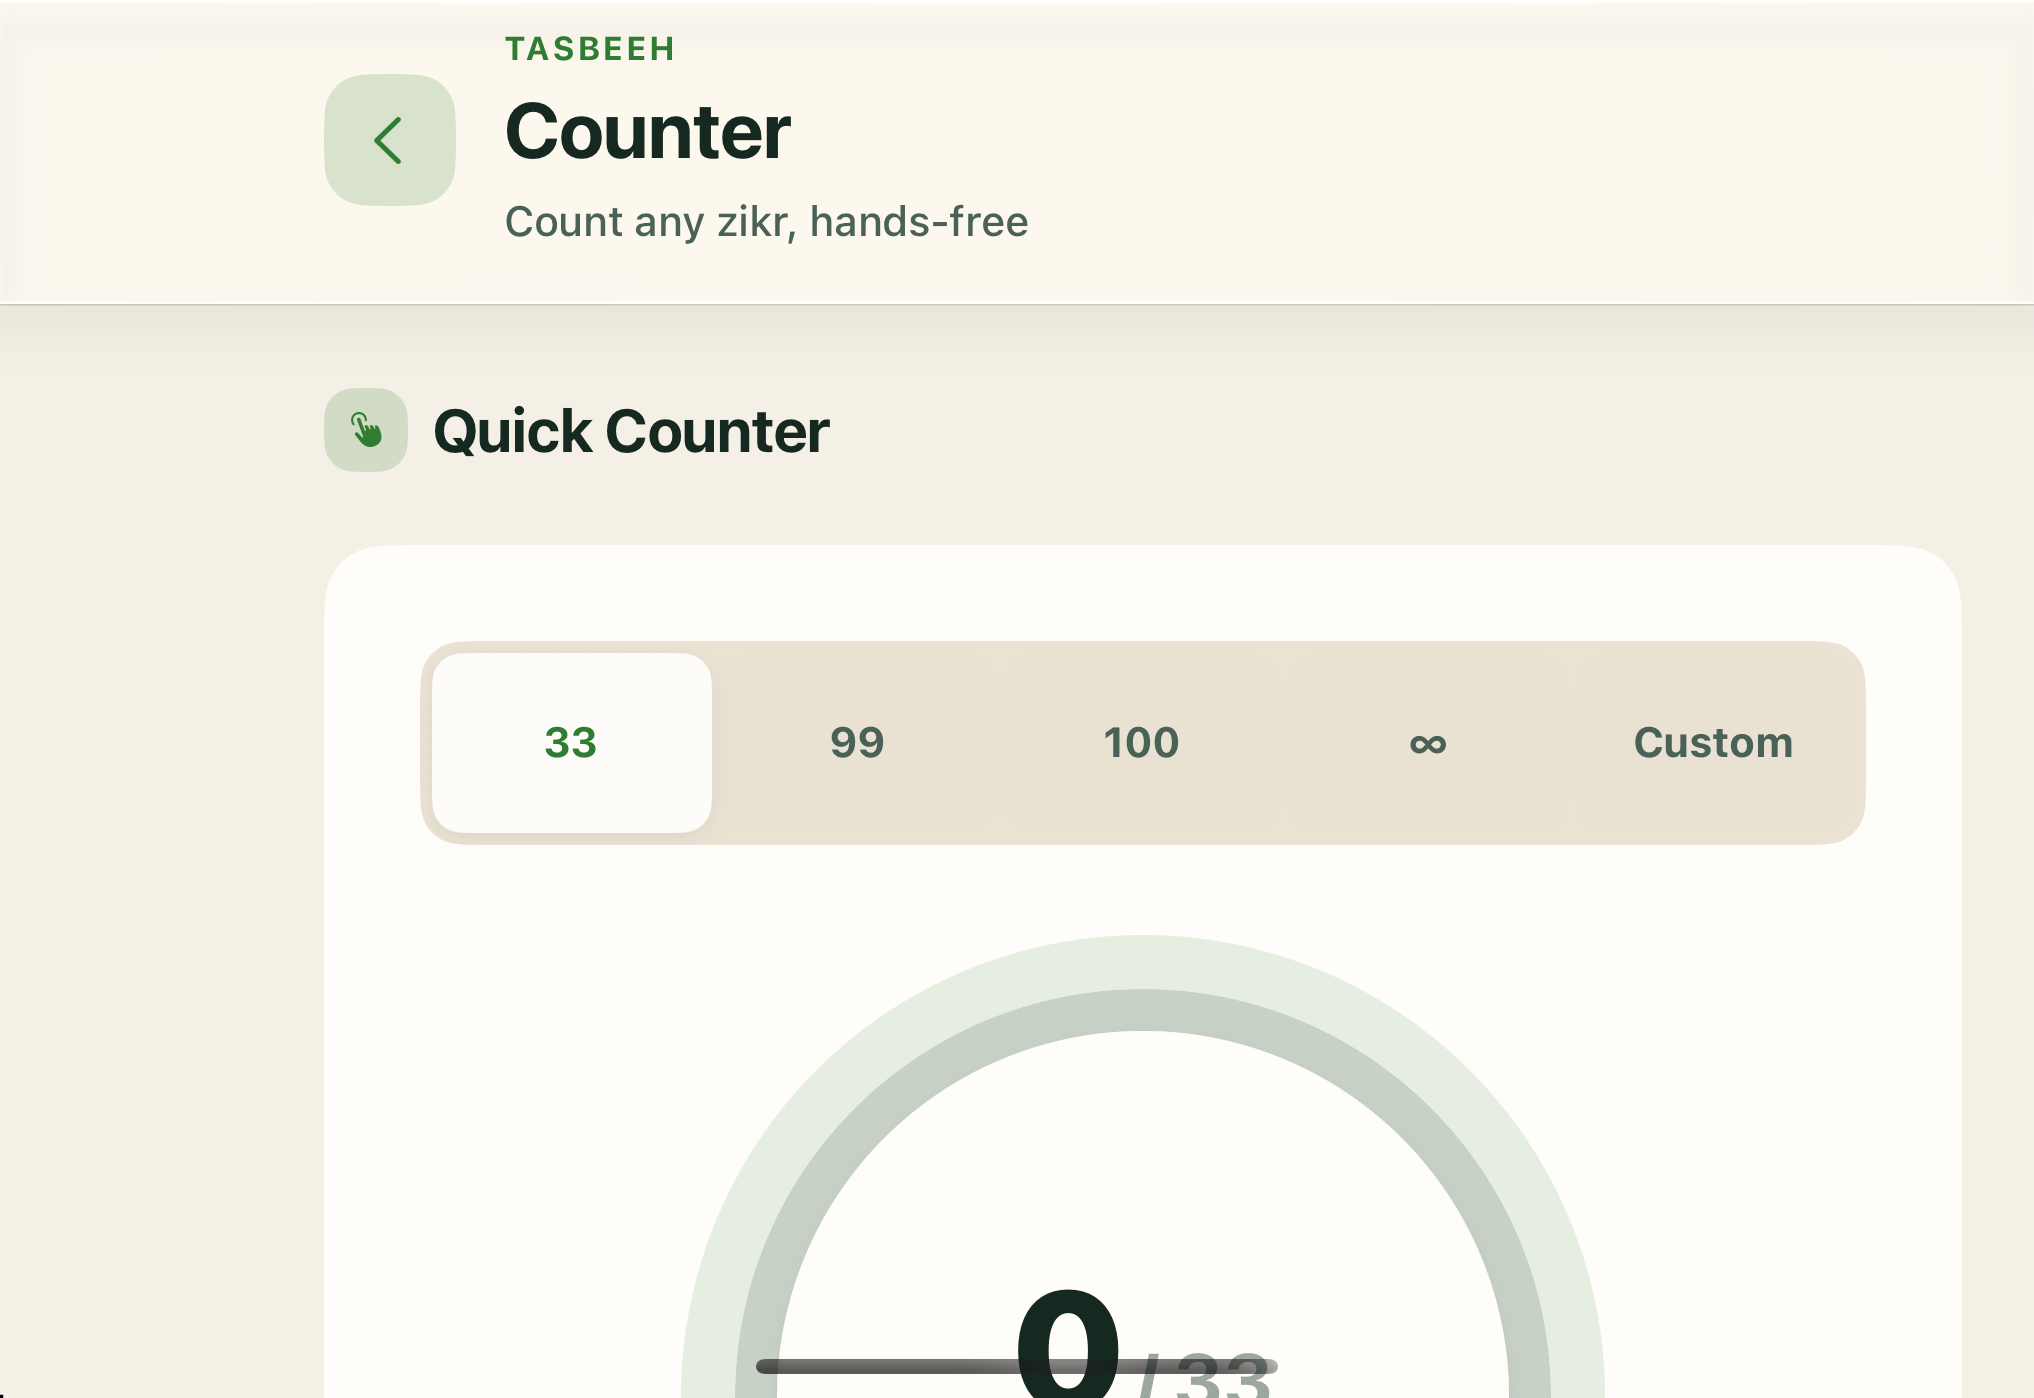 TASBEEH
Counter
Count any zikr, hands-free
Quick Counter
33 99 100 ∞ Custom
0 / 33